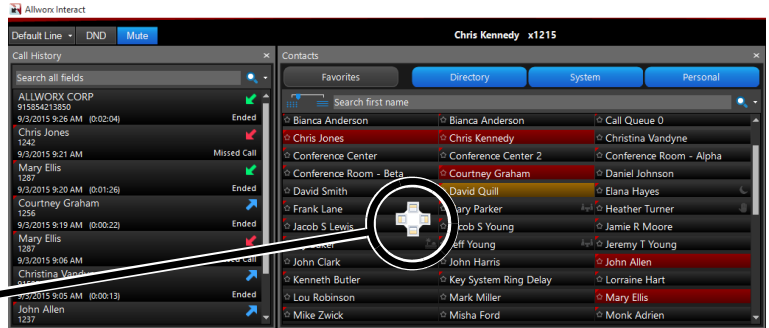 Allworx Interact
Default Line DND Mute Chris Kennedy x1215
Call History
Search all fields
ALLWORX CORP
915854213850
9/3/2015 9:26 AM (0:02:04) Ended
Chris Jones
1242
9/3/2015 9:21 AM Missed Call
Mary Ellis
1287
9/3/2015 9:20 AM (0:01:26) Ended
Courtney Graham
1256
9/3/2015 9:19 AM (0:00:22) Ended
Mary Ellis
1287
9/3/2015 9:06 AM Call
Christina
9/3/2015 9:05 AM (0:00:13) Ended
John Allen
1237
Contacts
Favorites Directory System Personal
Search first name
Bianca Anderson Bianca Anderson Call Queue 0
Chris Jones Chris Kennedy Christina Vandyne
Conference Center Conference Center 2 Conference Room - Alpha
Conference Room - Beta Courtney Graham Daniel Johnson
David Smith David Quill Elana Hayes
Frank Lane Parker Heather Turner
Jacob S Lewis Jacob S Young Jamie R Moore
Jeff Young Jeremy T Young
John Clark John Harris John Allen
Kenneth Butler Key System Ring Delay Lorraine Hart
Lou Robinson Mark Miller Mary Ellis
Mike Zwick Misha Ford Monk Adrien